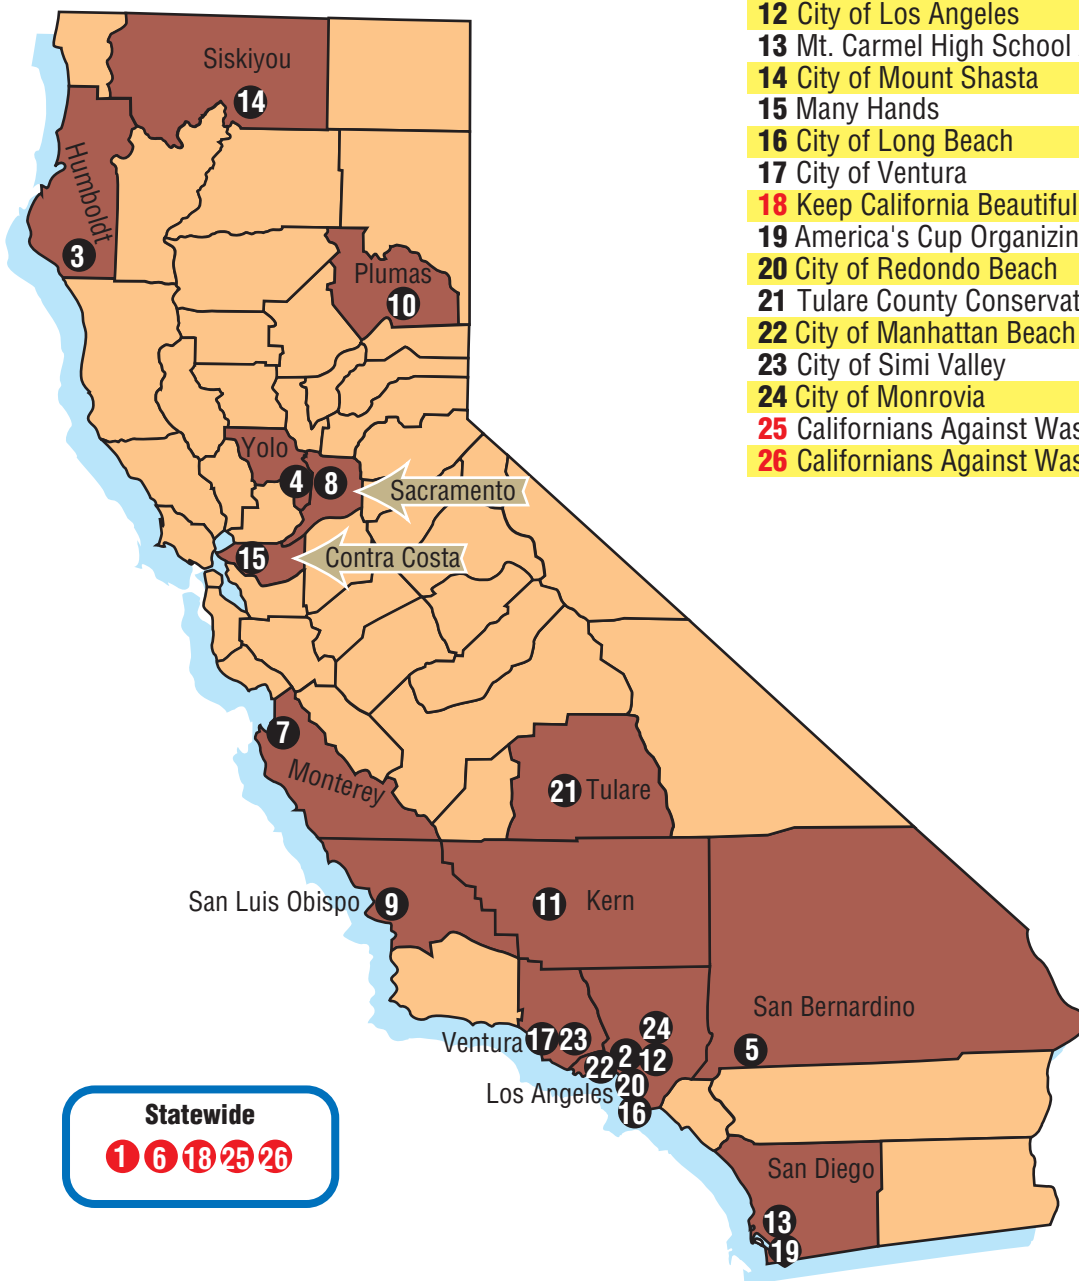 12 City of Los Angeles
13 Mt. Carmel High School
14 City of Mount Shasta
15 Many Hands
16 City of Long Beach
17 City of Ventura
18 Keep California Beautiful
19 America's Cup Organizin
20 City of Redondo Beach
21 Tulare County Conservat
22 City of Manhattan Beach
23 City of Simi Valley
24 City of Monrovia
25 Californians Against Was
26 Californians Against Was
Siskiyou
14
Humboldt
3
Plumas
10
Yolo
4 8
Sacramento
15
Contra Costa
7
Monterey
21 Tulare
San Luis Obispo 9
11 Kern
San Bernardino
5
Ventura 17 23
24
22 2 12
Los Angeles 20
16
San Diego
13
19
Statewide
1 6 18 25 26